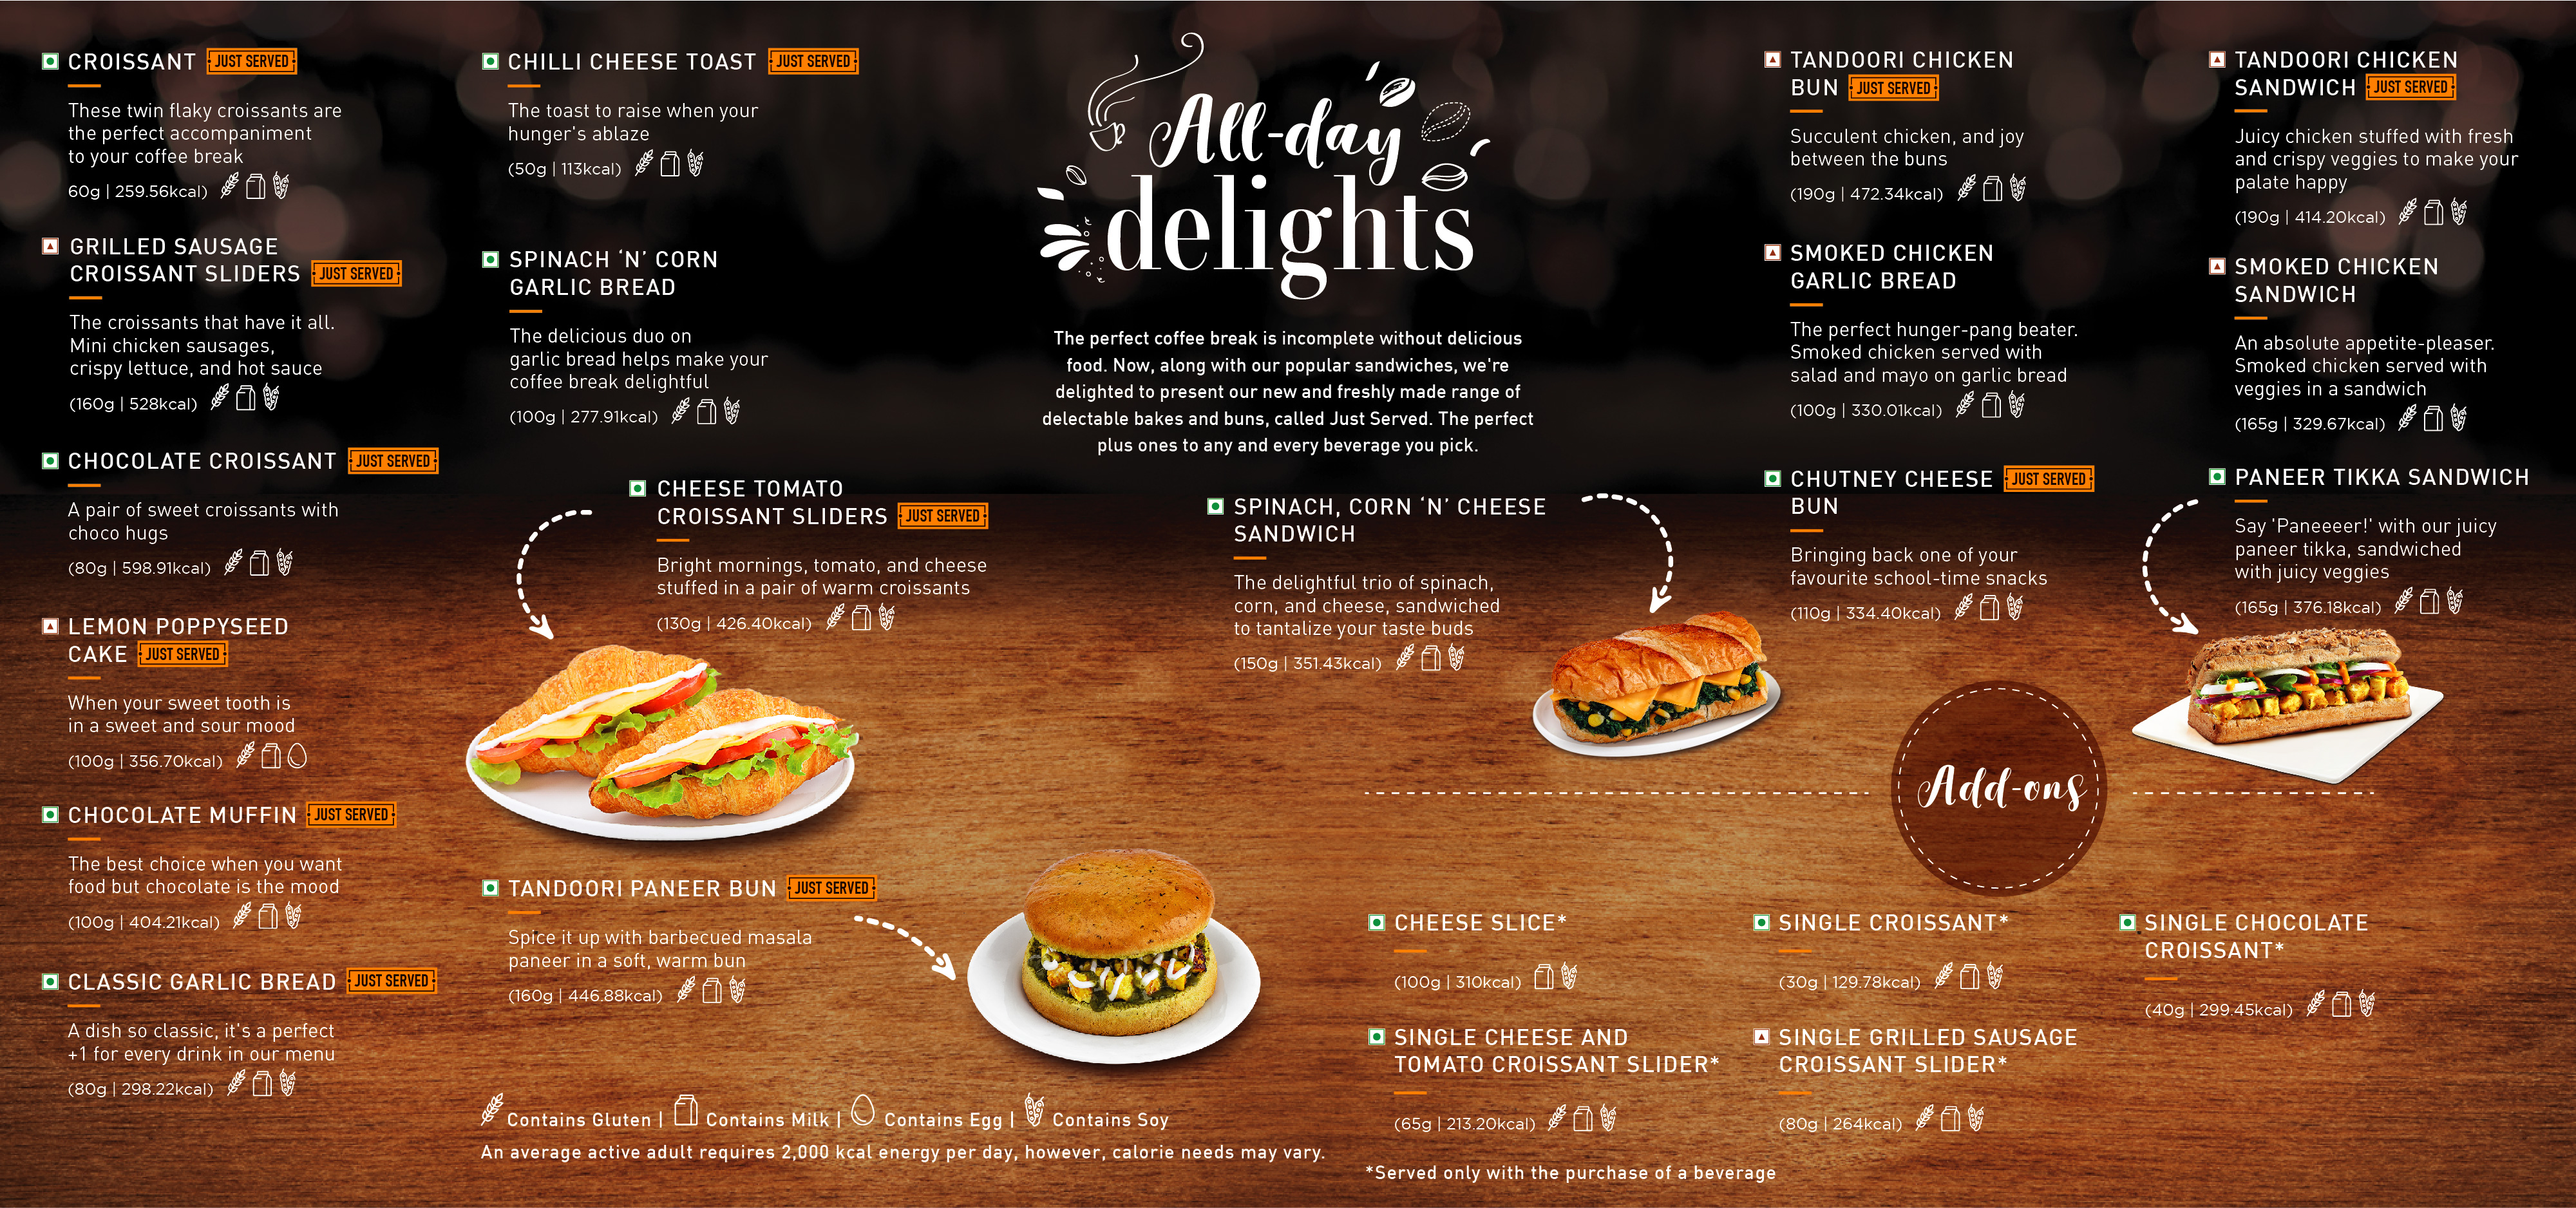 CROISSANT JUST SERVED
These twin flaky croissants are
the perfect accompaniment
to your coffee break
60g | 259.56kcal)
GRILLED SAUSAGE
CROISSANT SLIDERS JUST SERVED
The croissants that have it all.
Mini chicken sausages,
crispy lettuce, and hot sauce
(160g | 528kcal)
CHOCOLATE CROISSANT JUST SERVED
A pair of sweet croissants with
choco hugs
(80g | 598.91kcal)
LEMON POPPYSEED
CAKE JUST SERVED
When your sweet tooth is
in a sweet and sour mood
(100g | 356.70kcal)
CHOCOLATE MUFFIN JUST SERVED
The best choice when you want
food but chocolate is the mood
(100g | 404.21kcal)
CLASSIC GARLIC BREAD JUST SERVED
A dish so classic, it's a perfect
+1 for every drink in our menu
(80g | 298.22kcal)
CHILLI CHEESE TOAST JUST SERVED
The toast to raise when your
hunger's ablaze
(50g | 113kcal)
SPINACH ‘N’ CORN
GARLIC BREAD
The delicious duo on
garlic bread helps make your
coffee break delightful
(100g | 277.91kcal)
CHEESE TOMATO
CROISSANT SLIDERS JUST SERVED
Bright mornings, tomato, and cheese
stuffed in a pair of warm croissants
(130g | 426.40kcal)
TANDOORI PANEER BUN JUST SERVED
Spice it up with barbecued masala
paneer in a soft, warm bun
(160g | 446.88kcal)
Contains Gluten | Contains Milk | Contains Egg | Contains Soy
An average active adult requires 2,000 kcal energy per day, however, calorie needs may vary.
All-day
delights
The perfect coffee break is incomplete without delicious
food. Now, along with our popular sandwiches, we're
delighted to present our new and freshly made range of
delectable bakes and buns, called Just Served. The perfect
plus ones to any and every beverage you pick.
SPINACH, CORN ‘N’ CHEESE
SANDWICH
The delightful trio of spinach,
corn, and cheese, sandwiched
to tantalize your taste buds
(150g | 351.43kcal)
TANDOORI CHICKEN
BUN JUST SERVED
Succulent chicken, and joy
between the buns
(190g | 472.34kcal)
SMOKED CHICKEN
GARLIC BREAD
The perfect hunger-pang beater.
Smoked chicken served with
salad and mayo on garlic bread
(100g | 330.01kcal)
CHUTNEY CHEESE JUST SERVED
BUN
Bringing back one of your
favourite school-time snacks
(110g | 334.40kcal)
TANDOORI CHICKEN
SANDWICH JUST SERVED
Juicy chicken stuffed with fresh
and crispy veggies to make your
palate happy
(190g | 414.20kcal)
SMOKED CHICKEN
SANDWICH
An absolute appetite-pleaser.
Smoked chicken served with
veggies in a sandwich
(165g | 329.67kcal)
PANEER TIKKA SANDWICH
Say 'Paneeeer!' with our juicy
paneer tikka, sandwiched
with juicy veggies
(165g | 376.18kcal)
Add-ons
CHEESE SLICE*
(100g | 310kcal)
SINGLE CROISSANT*
(30g | 129.78kcal)
SINGLE CHOCOLATE
CROISSANT*
(40g | 299.45kcal)
SINGLE CHEESE AND
TOMATO CROISSANT SLIDER*
(65g | 213.20kcal)
SINGLE GRILLED SAUSAGE
CROISSANT SLIDER*
(80g | 264kcal)
*Served only with the purchase of a beverage